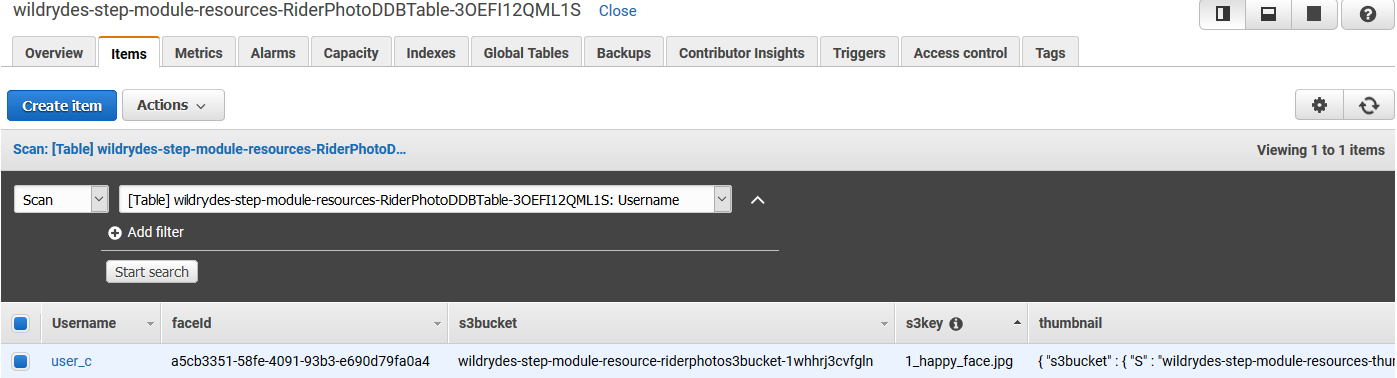 wildrydes-step-module-resources-RiderPhotoDDBTable-3OEFI12QML1S Close
Overview Items Metrics Alarms Capacity Indexes Global Tables Backups Contributor Insights Triggers Access control Tags
Create item Actions
Scan: [Table] wildrydes-step-module-resources-RiderPhotoD... Viewing 1 to 1 items
Scan [Table] wildrydes-step-module-resources-RiderPhotoDDBTable-3OEFI12QML1S: Username
Add filter
Start search
Username faceId s3bucket s3key thumbnail
user_c a5cb3351-58fe-4091-93b3-e690d79fa0a4 wildrydes-step-module-resource-riderphotos3bucket-1whhrj3cvfgln 1_happy_face.jpg { "s3bucket" : { "S" : "wildrydes-step-module-resources-thur